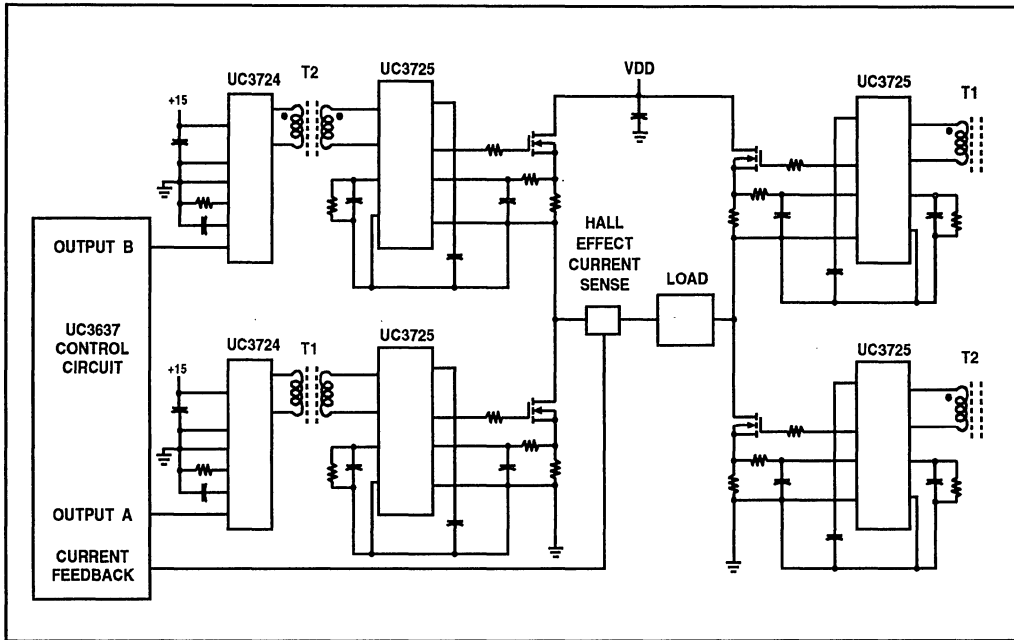 UC3724
T2
UC3725
VDD
UC3725
T1
+15
OUTPUT B
HALL
EFFECT
CURRENT
SENSE
LOAD
UC3637
CONTROL
CIRCUIT
UC3724
T1
UC3725
UC3725
T2
+15
OUTPUT A
CURRENT
FEEDBACK